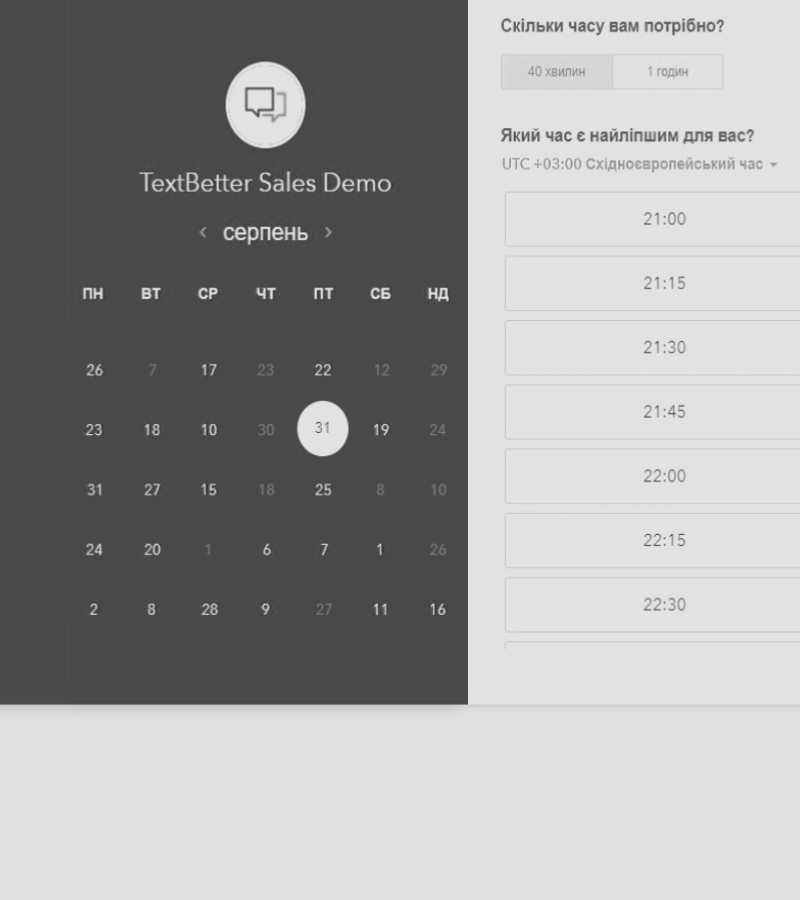 TextBetter Sales Demo
‹ серпень ›
ПН ВТ СР ЧТ ПТ СБ НД
26 7 17 23 22 12 29
23 18 10 30 31 19 24
31 27 15 18 25 8 10
24 20 1 6 7 1 26
2 8 28 9 27 11 16
Скільки часу вам потрібно?
40 хвилин 1 годин
Який час є найліпшим для вас?
UTC +03:00 Східноєвропейський час
21:00
21:15
21:30
21:45
22:00
22:15
22:30